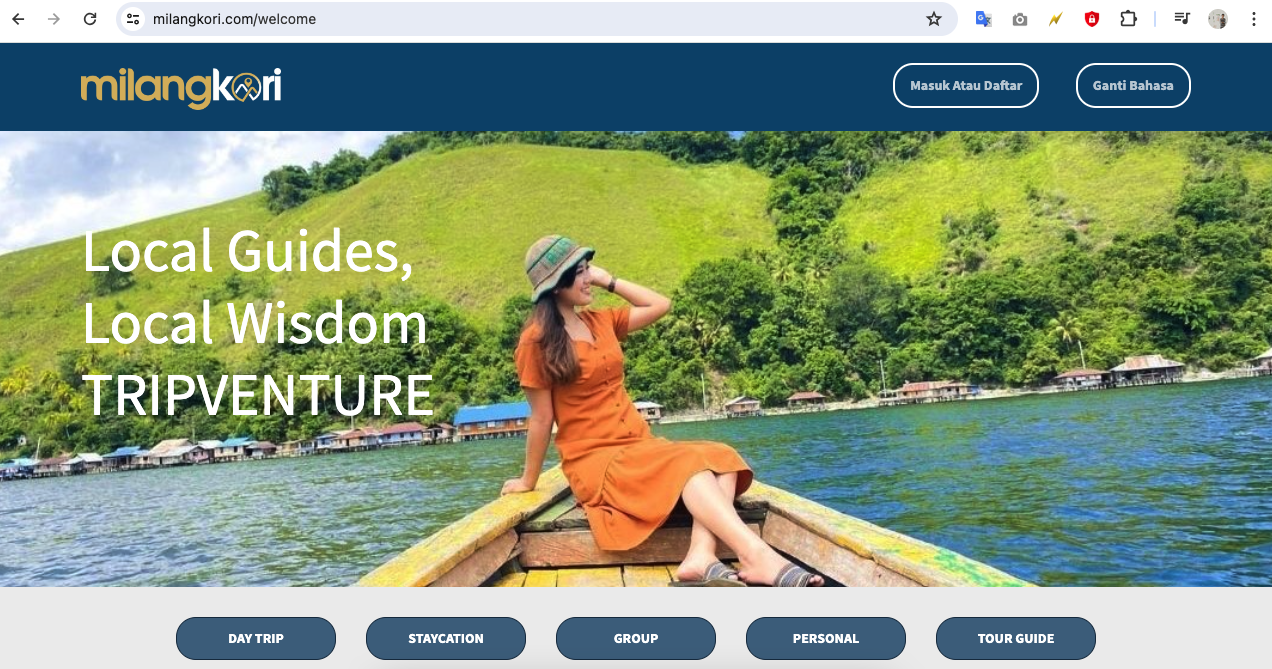 milangkori.com/welcome
milangkori
Masuk Atau Daftar
Ganti Bahasa
Local Guides,
Local Wisdom
TRIPVENTURE
DAY TRIP
STAYCATION
GROUP
PERSONAL
TOUR GUIDE